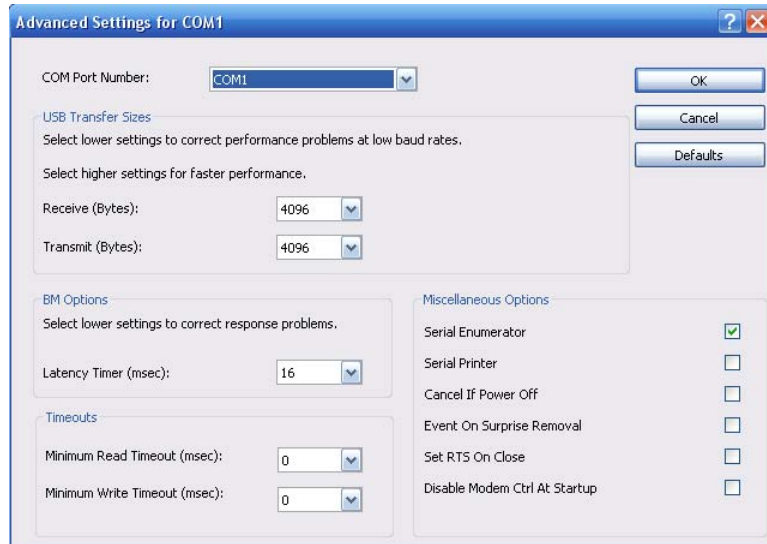 Advanced Settings for COM1
COM Port Number: COM1
OK
USB Transfer Sizes
Cancel
Select lower settings to correct performance problems at low baud rates.
Defaults
Select higher settings for faster performance.
Receive (Bytes): 4096
Transmit (Bytes): 4096
BM Options
Select lower settings to correct response problems.
Latency Timer (msec): 16
Timeouts
Minimum Read Timeout (msec): 0
Minimum Write Timeout (msec): 0
Miscellaneous Options
Serial Enumerator
Serial Printer
Cancel If Power Off
Event On Surprise Removal
Set RTS On Close
Disable Modem Ctrl At Startup